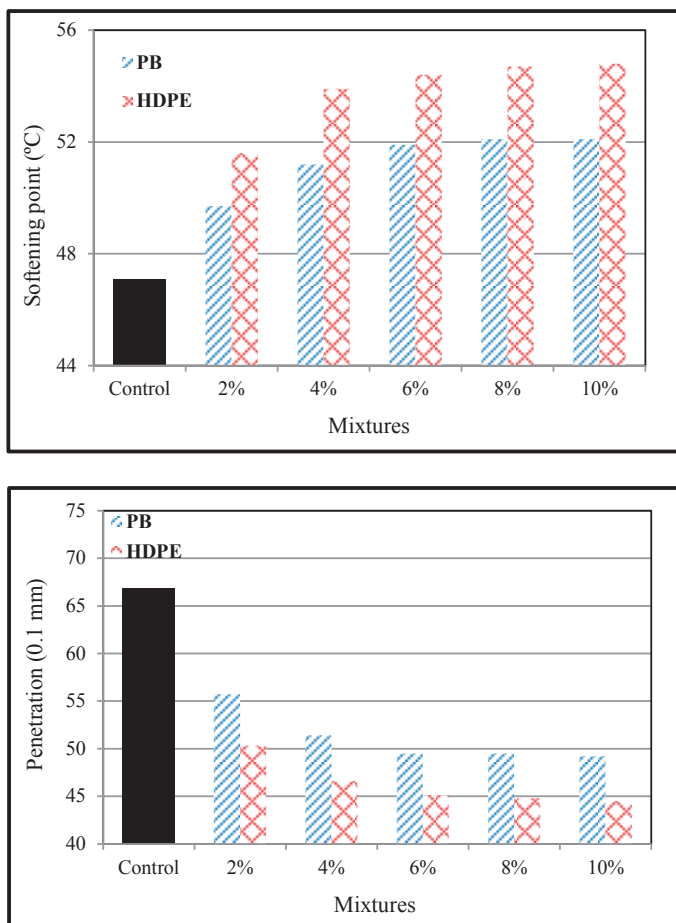 56
52
48
44
Softening point (ºC)
PB
HDPE
Control 2% 4% 6% 8% 10%
Mixtures
75
70
65
60
55
50
45
40
Penetration (0.1 mm)
PB
HDPE
Control 2% 4% 6% 8% 10%
Mixtures